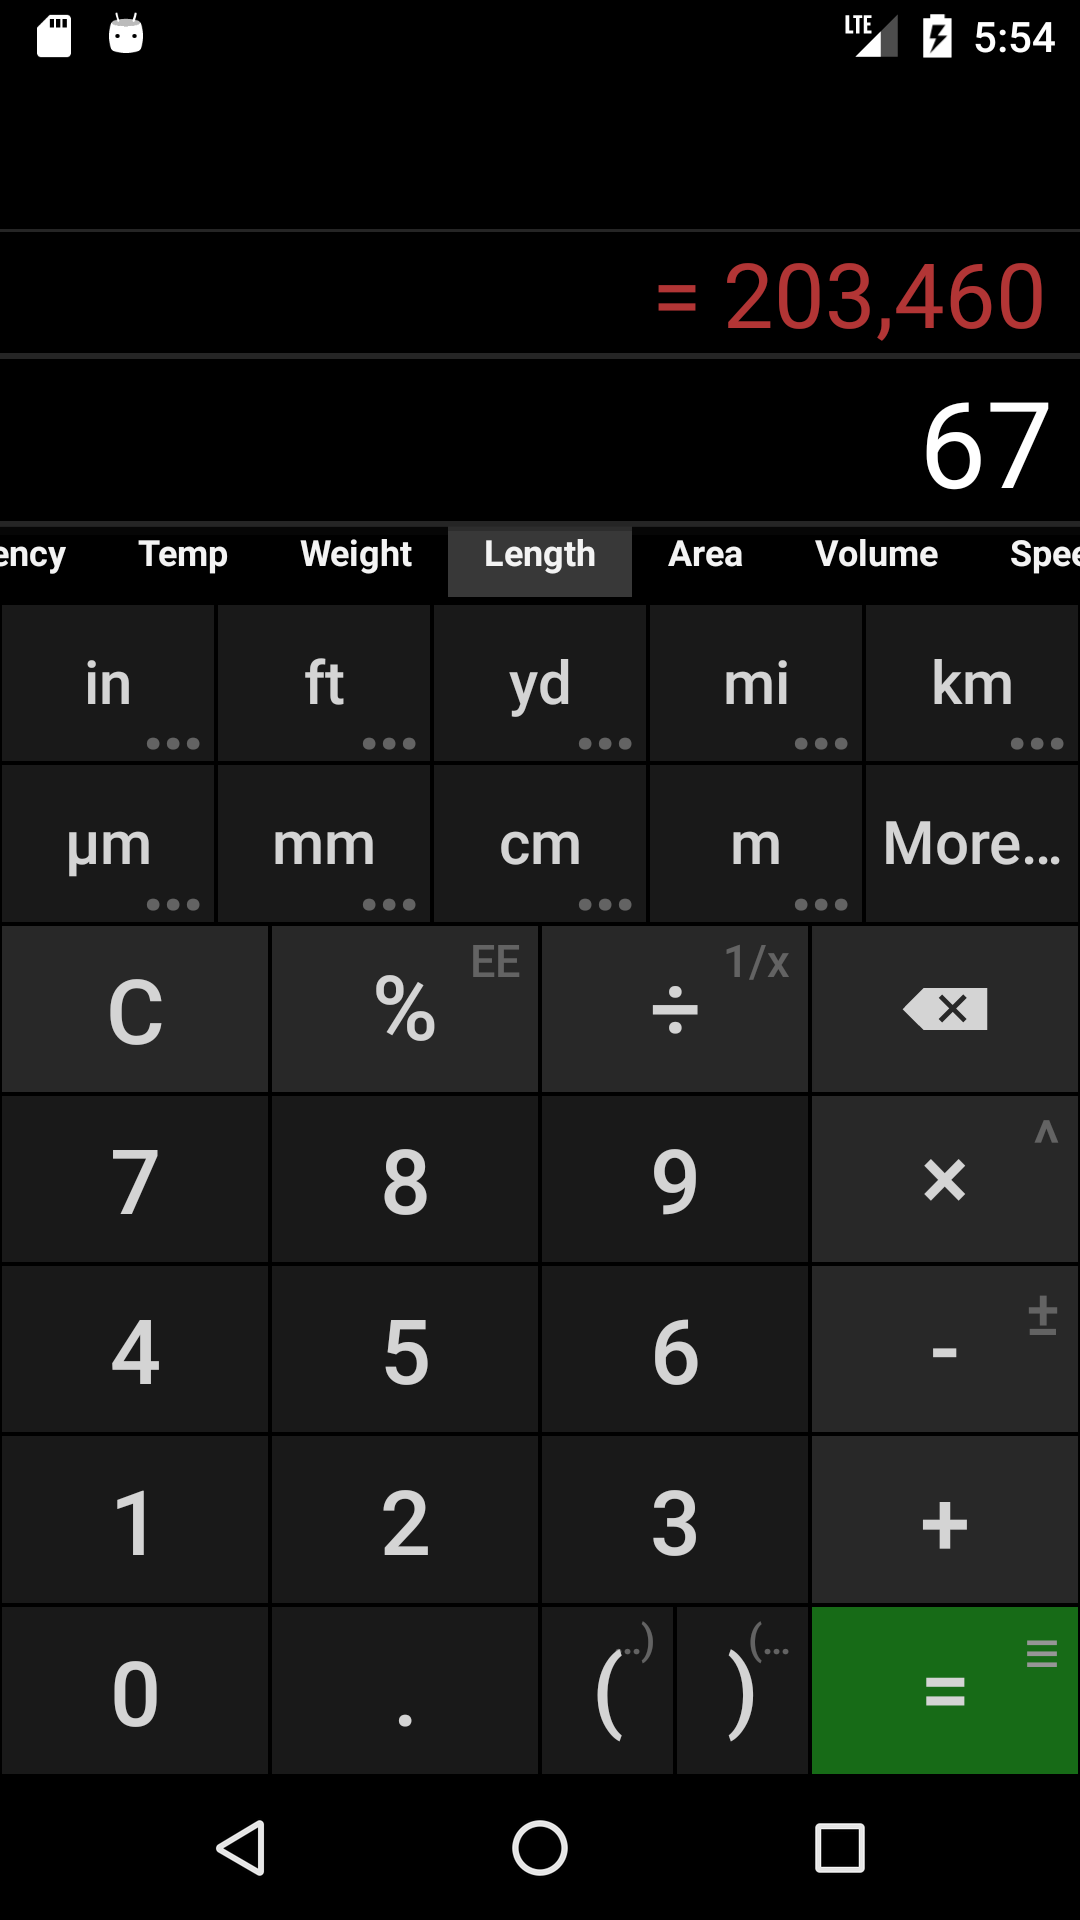 LTE 5:54
= 203,460
67
ency Temp Weight Length Area Volume Spee
in ft yd mi km
µm mm cm m More...
C % EE ÷ 1/x
7 8 9 × ^
4 5 6 - ±
1 2 3 +
0 . ( ..) ) (... =